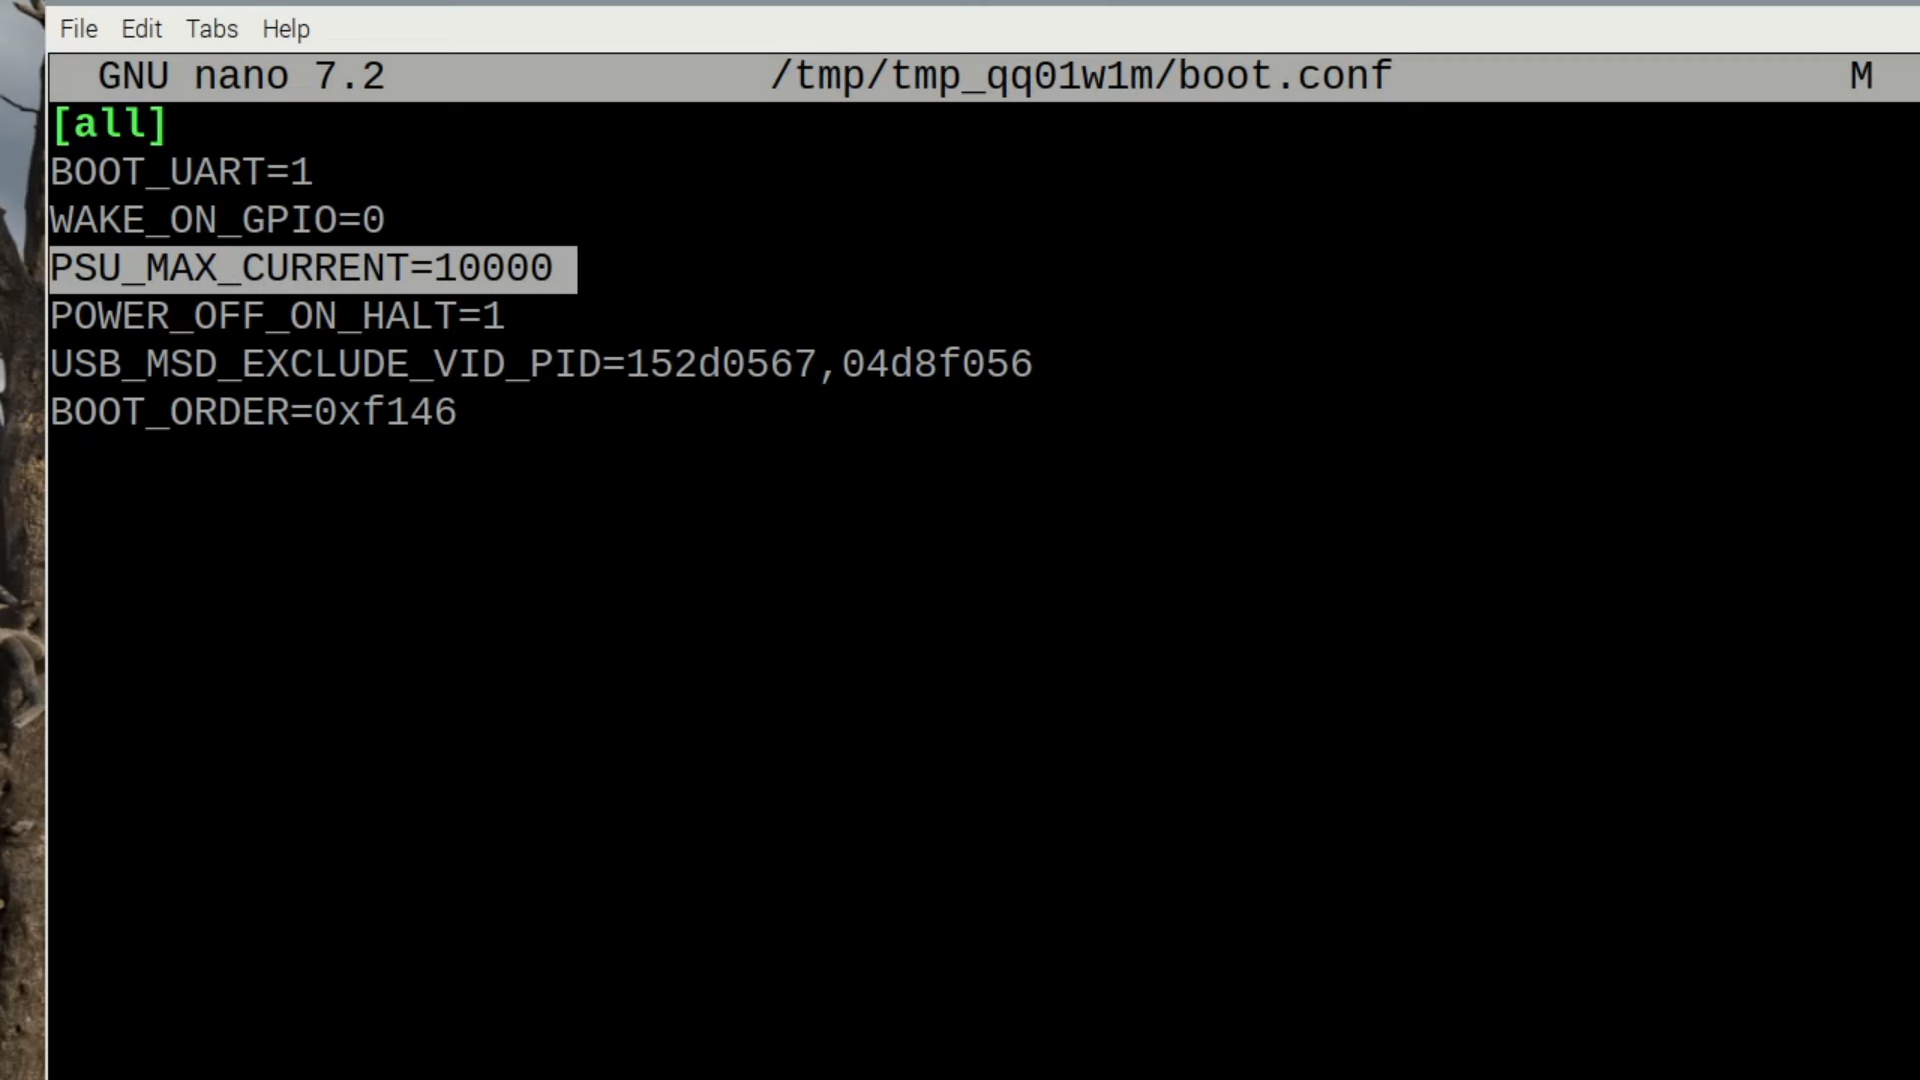 File Edit Tabs Help
GNU nano 7.2 /tmp/tmp_qq01w1m/boot.conf M
[all]
BOOT_UART=1
WAKE_ON_GPIO=0
PSU_MAX_CURRENT=10000
POWER_OFF_ON_HALT=1
USB_MSD_EXCLUDE_VID_PID=152d0567,04d8f056
BOOT_ORDER=0xf146